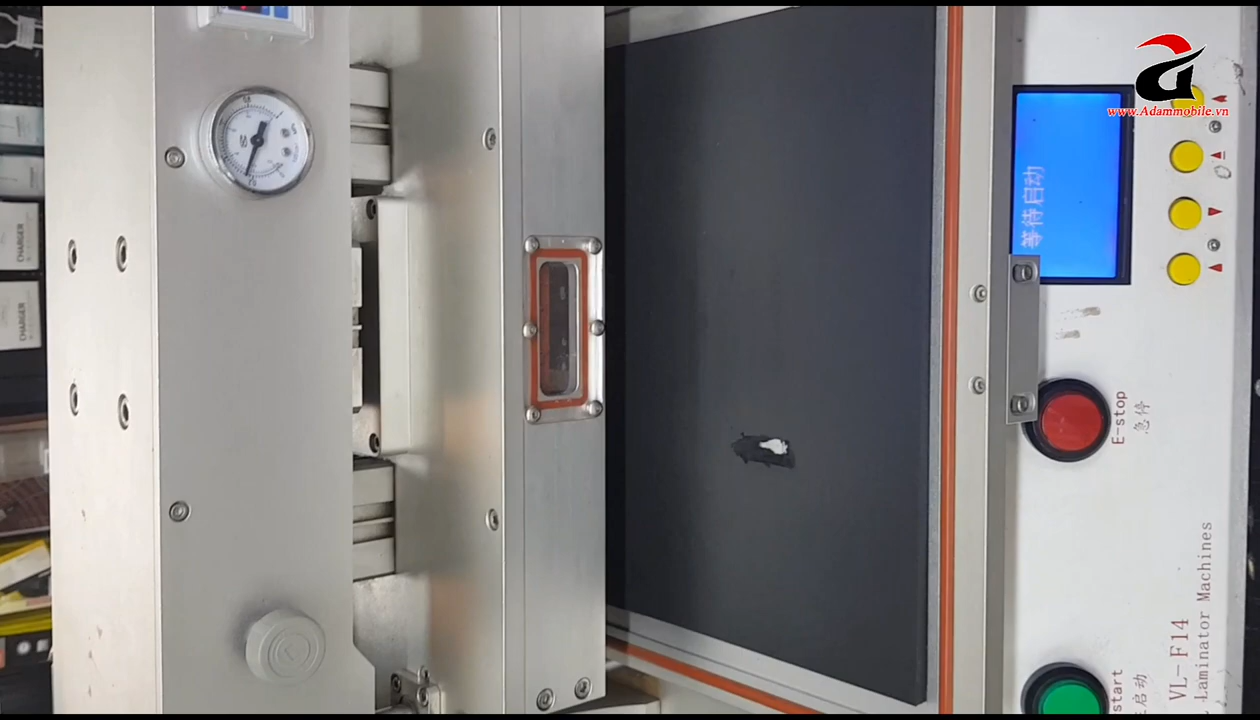 www.Adammobile.vn
等待启动
E-stop
急停
start
启动
VL-F14
Laminator Machines
CHARGER
CHARGER